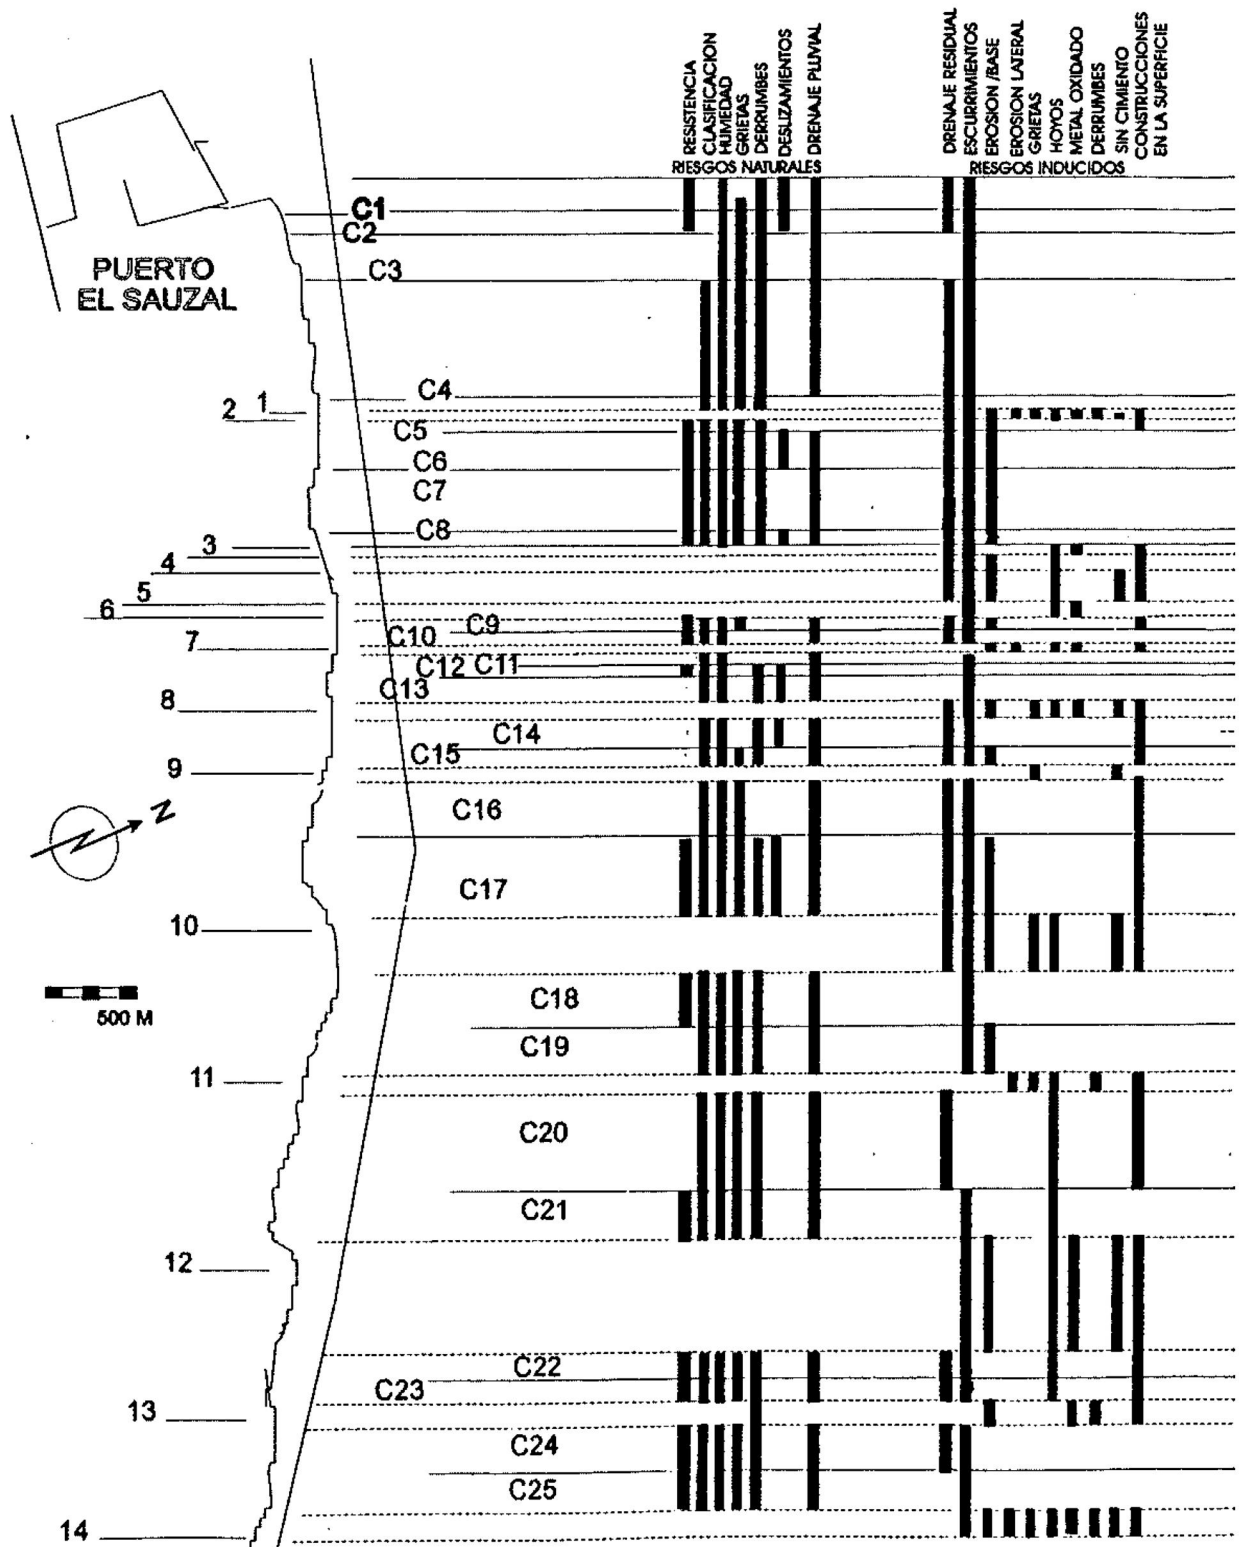 RESISTENCIA
CLASIFICACION
HUMEDAD
GRIETAS
DERRUMBES
DESLIZAMIENTOS
DRENAJE PLUVIAL
RIESGOS NATURALES
DRENAJE RESIDUAL
ESCURRIMIENTOS
EROSION /BASE
EROSION LATERAL
GRIETAS
HOYOS
METAL OXIDADO
DERRUMBES
SIN CIMIENTO
CONSTRUCCIONES
EN LA SUPERFICIE
RIESGOS INDUCIDOS
C1
C2
PUERTO
EL SAUZAL
C3
C4
2 1
C5
C6
C7
C8
3
4
5
6
C9
7
C10
C12 C11
C13
8
C14
C15
9
N
C16
C17
10
500 M
C18
C19
11
C20
C21
12
C22
C23
13
C24
C25
14